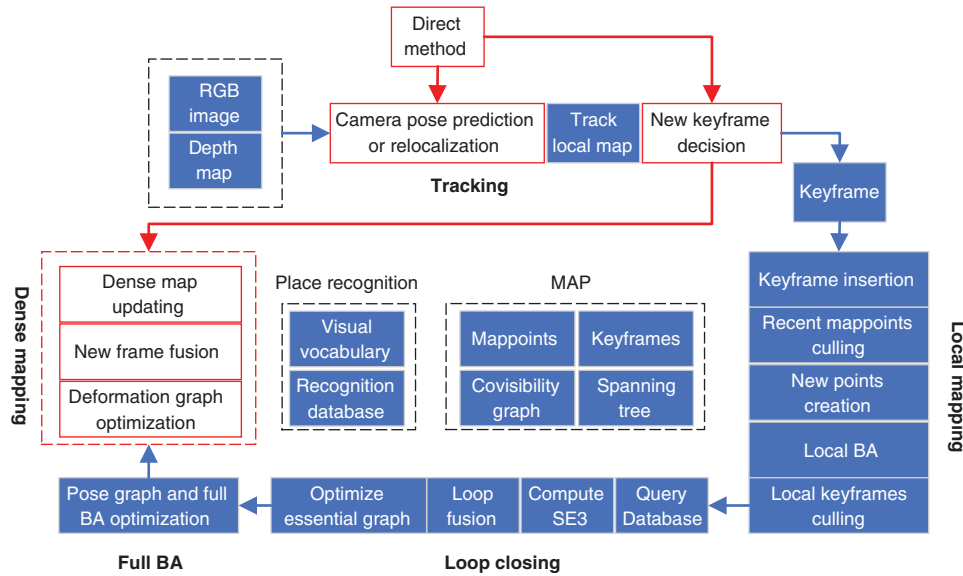 Direct
method
RGB
image
Depth
map
Camera pose prediction
or relocalization
Track
local map
New keyframe
decision
Tracking
Keyframe
Dense mapping
Dense map
updating
New frame fusion
Deformation graph
optimization
Place recognition
Visual
vocabulary
Recognition
database
MAP
Mappoints
Keyframes
Covisibility
graph
Spanning
tree
Keyframe insertion
Recent mappoints
culling
New points
creation
Local BA
Local keyframes
culling
Local mapping
Pose graph and full
BA optimization
Optimize
essential graph
Loop
fusion
Compute
SE3
Query
Database
Full BA
Loop closing